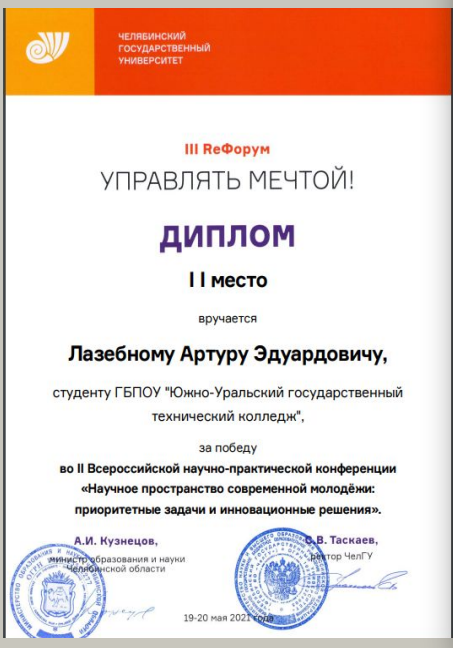 ЧЕЛЯБИНСКИЙ
ГОСУДАРСТВЕННЫЙ
УНИВЕРСИТЕТ
III ReФорум
УПРАВЛЯТЬ МЕЧТОЙ!
ДИПЛОМ
II место
вручается
Лазебному Артуру Эдуардовичу,
студенту ГБПОУ "Южно-Уральский государственный
технический колледж",
за победу
во II Всероссийской научно-практической конференции
«Научное пространство современной молодёжи:
приоритетные задачи и инновационные решения».
А.И. Кузнецов,
министр образования и науки
Челябинской области
С.В. Таскаев,
ректор ЧелГУ
19-20 мая 2021 года